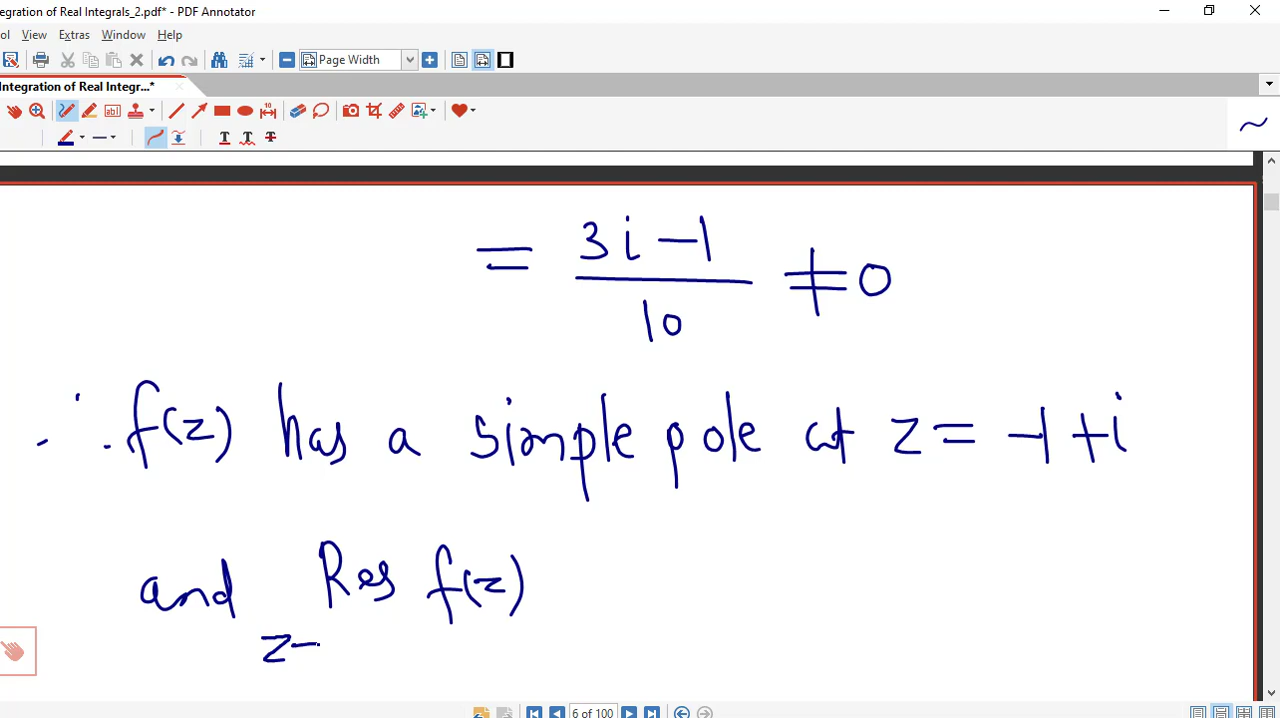 egration of Real Integrals_2.pdf* - PDF Annotator
ol View Extras Window Help
Page Width
Integration of Real Integr...*
= 3i - 1 / 10 ≠ 0
∴ f(z) has a simple pole at z = -1 + i
and Res f(z)
z =
6 of 100